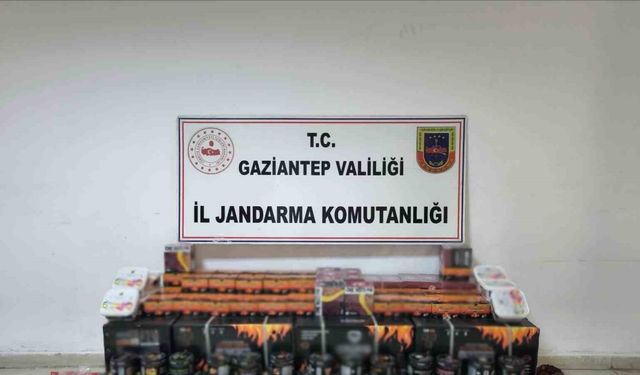 T.C.
GAZİANTEP VALİLİĞİ
İL JANDARMA KOMUTANLIĞI